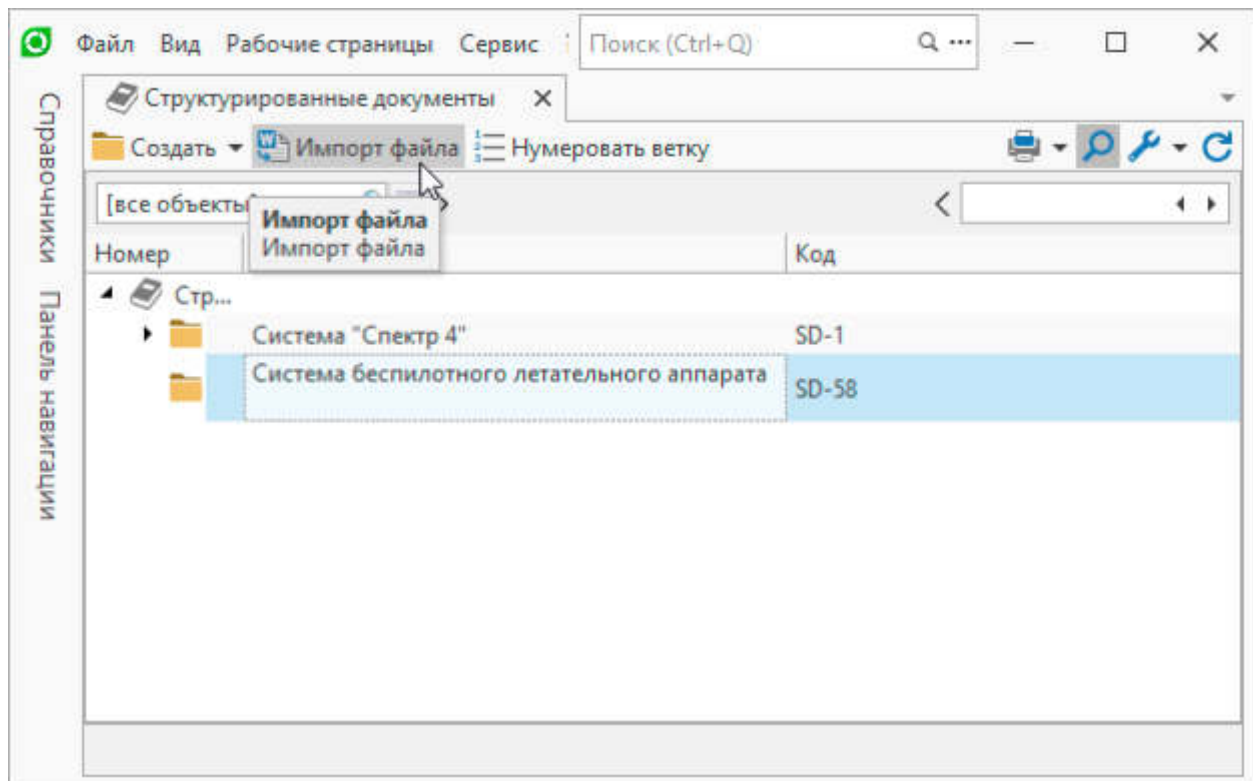 Файл Вид Рабочие страницы Сервис Поиск (Ctrl+Q)
Структурированные документы
Создать Импорт файла Нумеровать ветку
[все объекты
Импорт файла
Импорт файла
Номер Код
Стр...
Система "Спектр 4" SD-1
Система беспилотного летательного аппарата SD-58
Справочники
Панель навигации